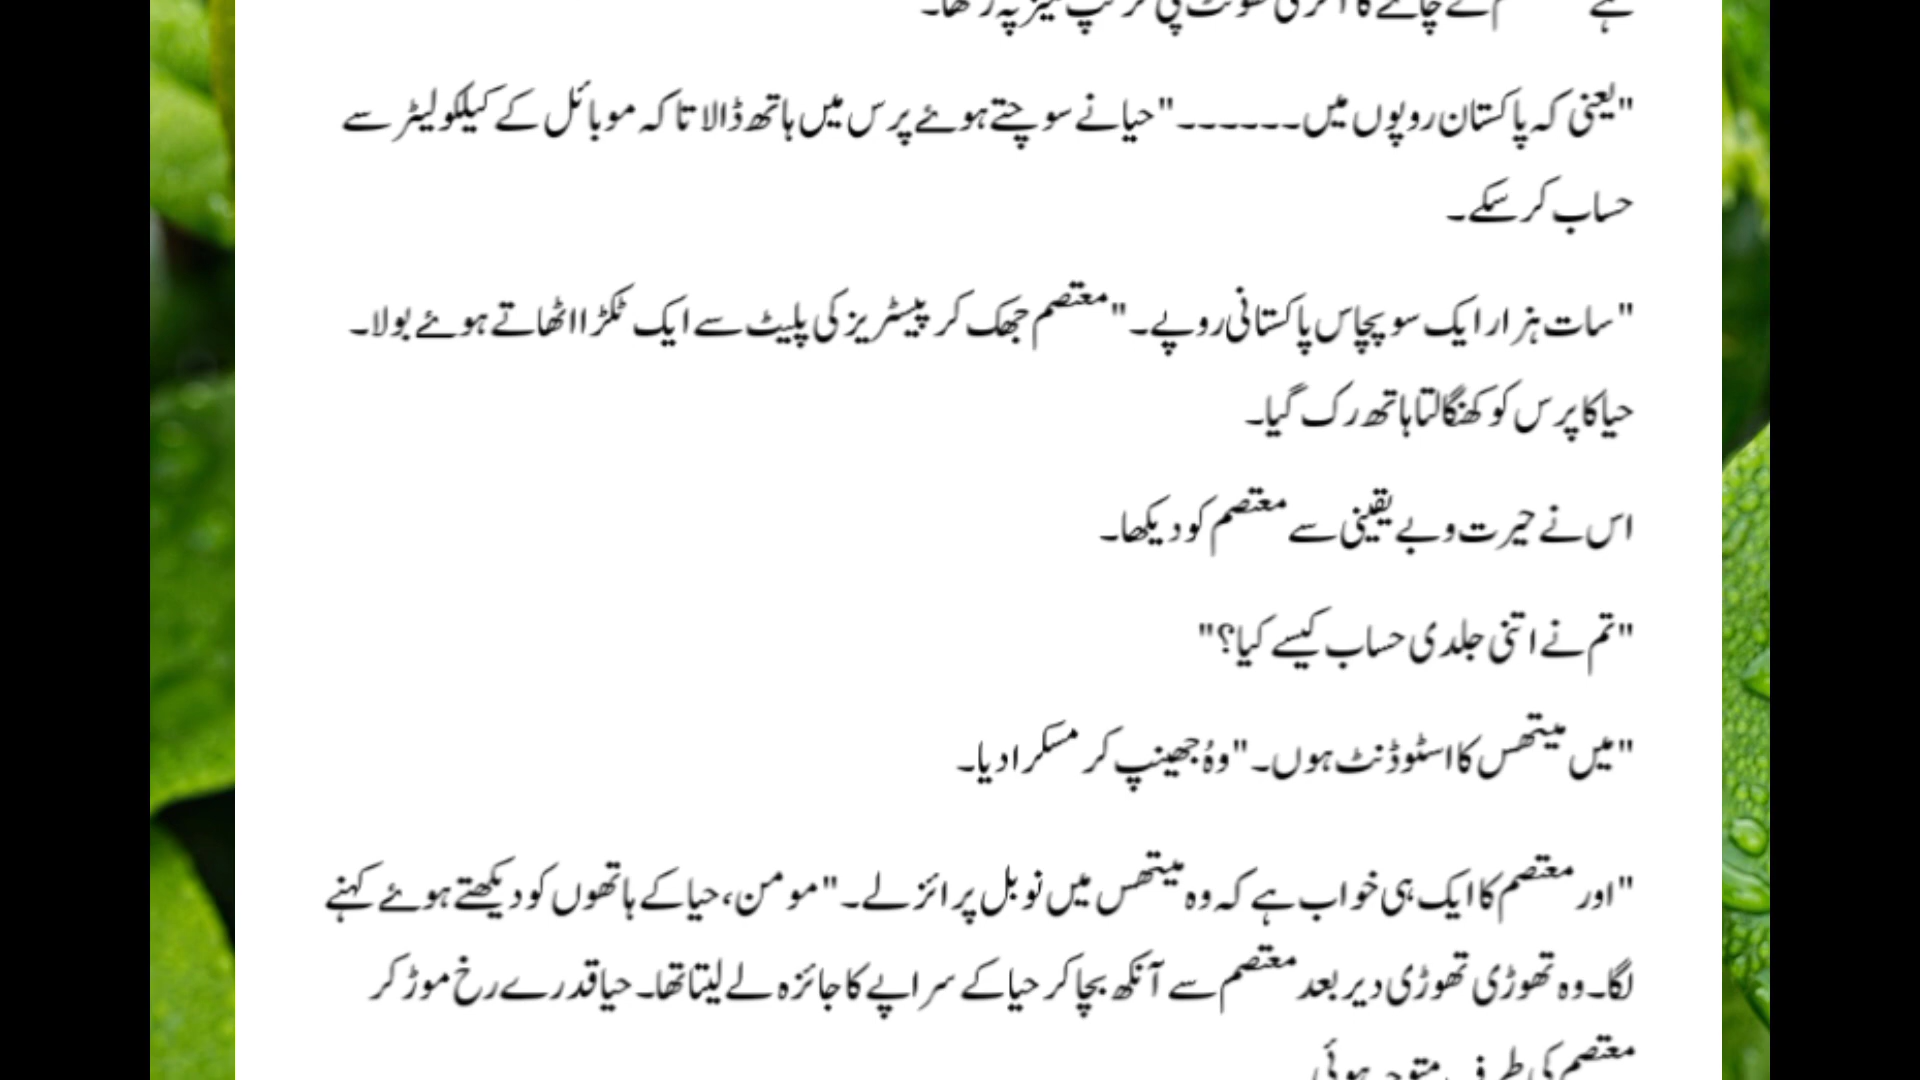 "یعنی کہ پاکستان روپوں میں۔۔۔۔۔۔"حیا نے سوچتے ہوئے پرس میں ہاتھ ڈالا تا کہ موبائل کے کیلکولیٹر سے
حساب کر سکے۔
"سات ہزار ایک سو پچاس پاکستانی روپے۔"معتصم جھک کر پیسٹریز کی پلیٹ سے ایک ٹکڑا اٹھاتے ہوئے بولا۔
حیا کا پرس کو کھنگالتا ہاتھ رک گیا۔
اس نے حیرت و بے یقینی سے معتصم کو دیکھا۔
"تم نے اتنی جلدی حساب کیسے کیا؟"
"میں میتھس کا اسٹوڈنٹ ہوں۔"وہُ جھینپ کر مسکرا دیا۔
"اور معتصم کا ایک ہی خواب ہے کہ وہ میتھس میں نوبل پرائز لے۔"مومن، حیا کے ہاتھوں کو دیکھتے ہوئے کہنے
لگا۔وہ تھوڑی تھوڑی دیر بعد معتصم سے آنکھ بچا کر حیا کے سراپے کا جائزہ لے لیتا تھا۔ حیا قدرے رخ موڑ کر
معتصم کی طرف متوجہ ہوئی